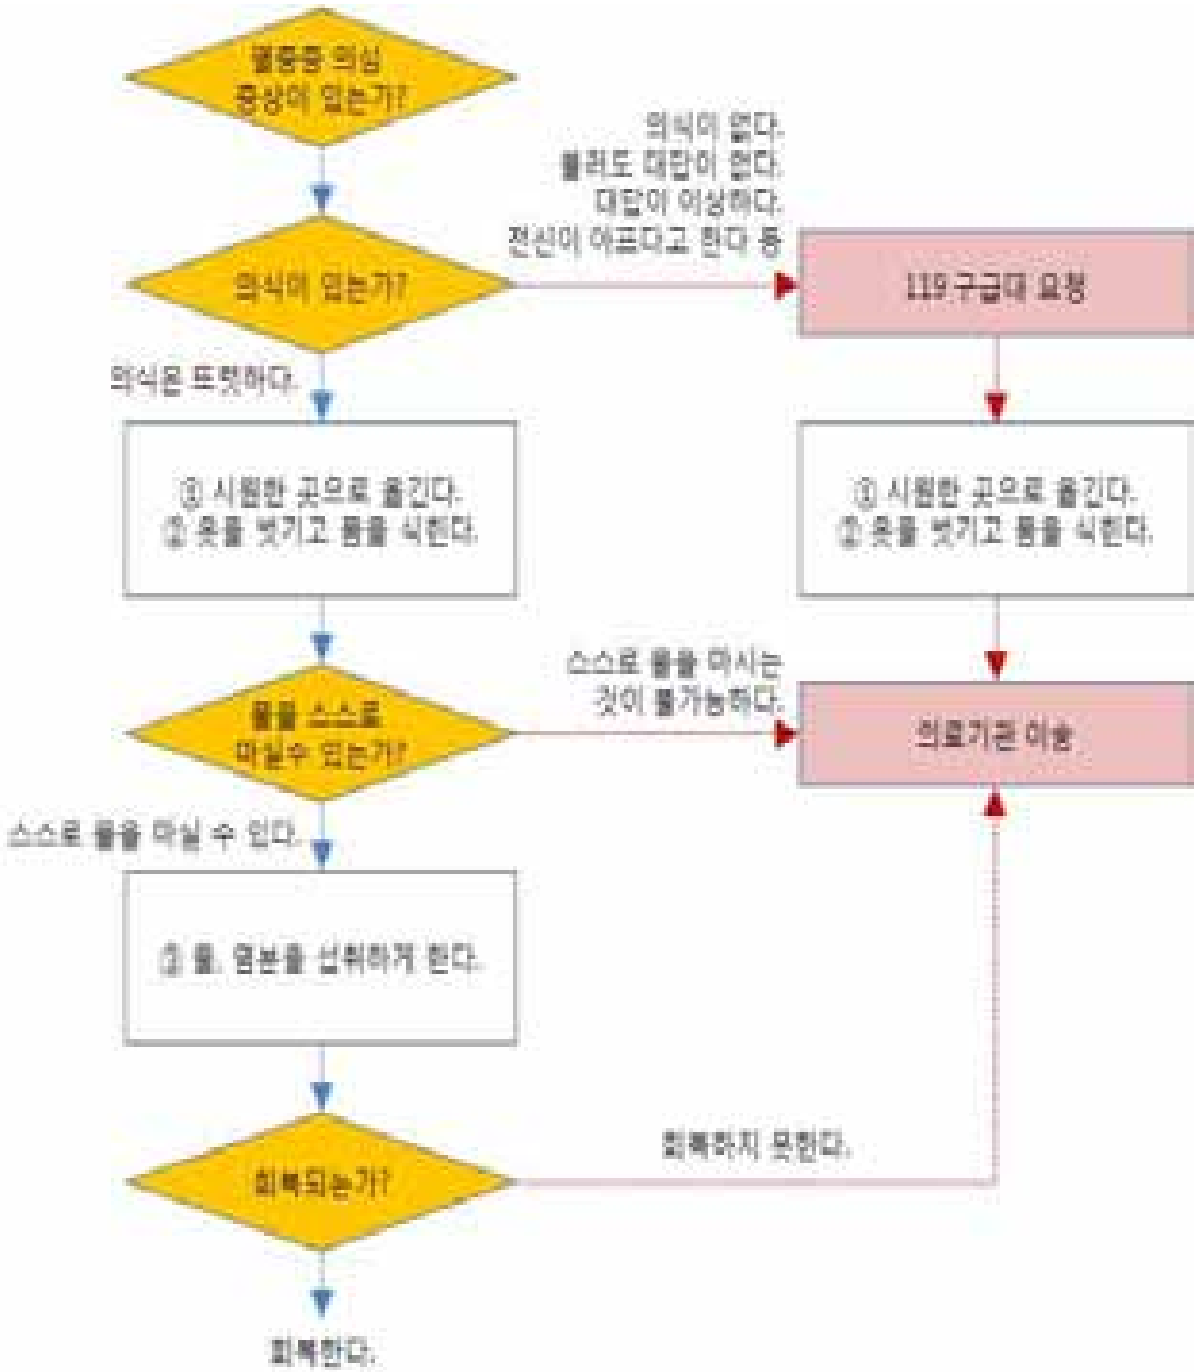 열중증 의심
증상이 있는가?
의식이 없다.
불러도 대답이 없다.
대답이 이상하다.
전신이 아프다고 한다 등
의식이 있는가?
119 구급대 요청
의식은 뚜렷하다.
① 시원한 곳으로 옮긴다.
② 옷을 벗기고 몸을 식힌다.
① 시원한 곳으로 옮긴다.
② 옷을 벗기고 몸을 식힌다.
스스로 물을 마시는
것이 불가능하다.
물을 스스로
마실수 있는가?
의료기관 이송
스스로 물을 마실 수 있다.
③ 물, 염분을 섭취하게 한다.
회복하지 못한다.
회복되는가?
회복한다.